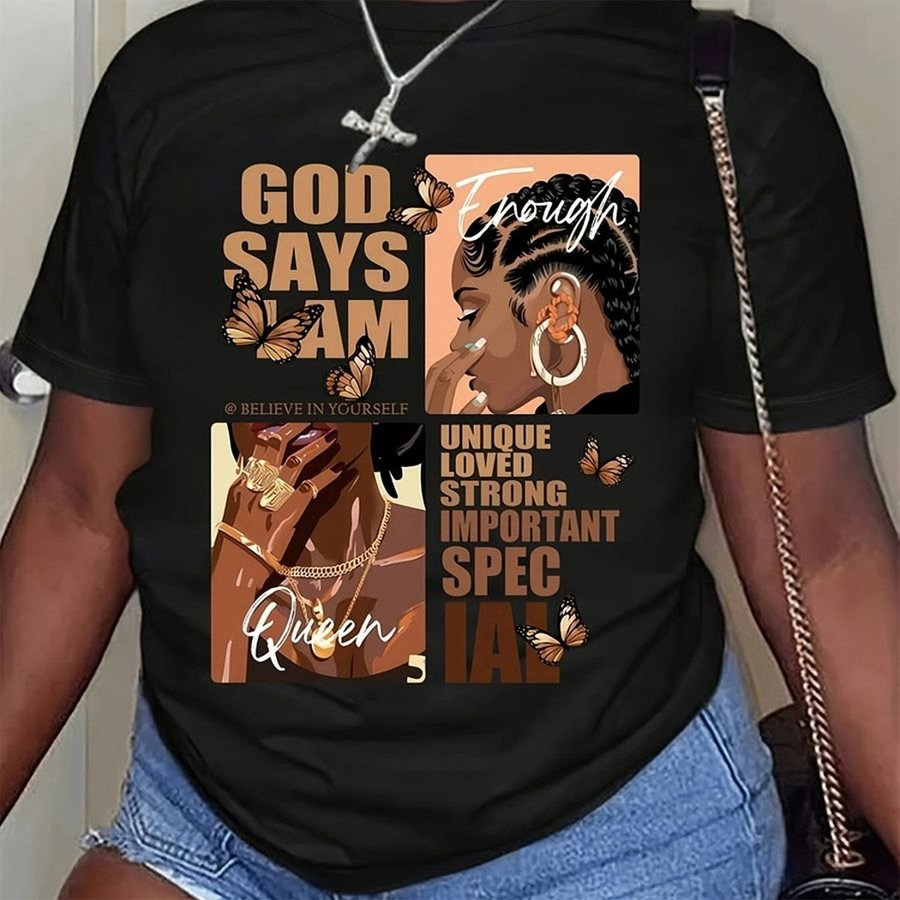 GOD
SAYS
I AM
@ BELIEVE IN YOURSELF
Enough
Queen
UNIQUE
LOVED
STRONG
IMPORTANT
SPEC
IAL